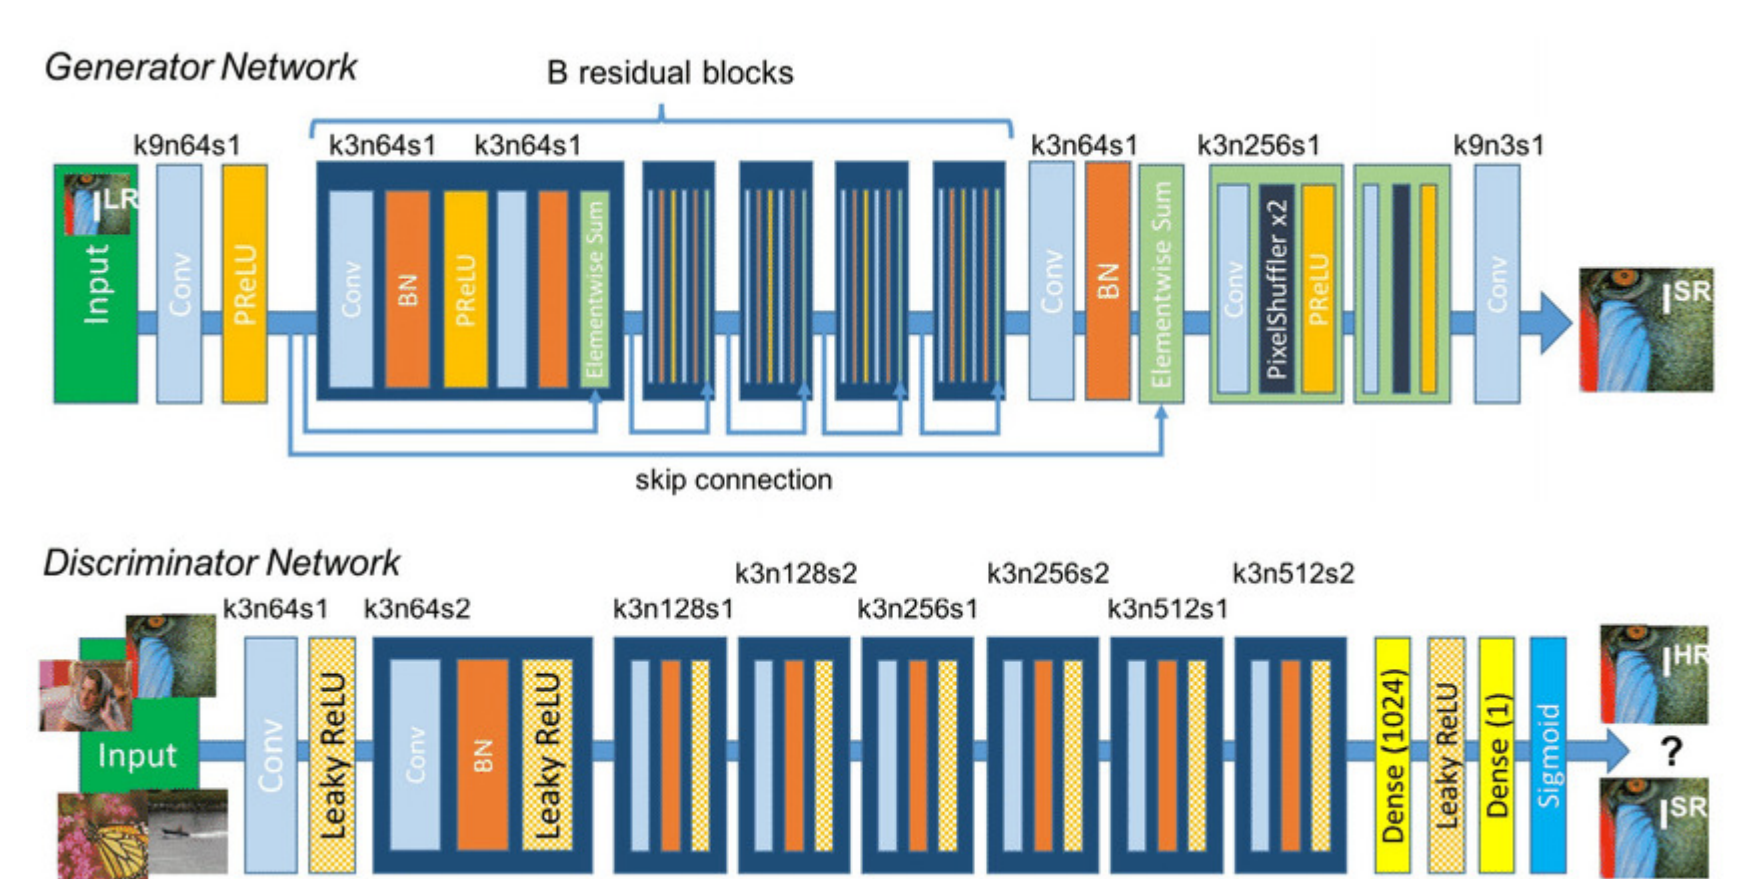 Generator Network
B residual blocks
k9n64s1
k3n64s1
k3n64s1
k3n64s1
k3n256s1
k9n3s1
I^LR
Input
Conv
PReLU
Conv
BN
PReLU
Elementwise Sum
Conv
BN
Elementwise Sum
Conv
PixelShuffler x2
PReLU
Conv
I^SR
skip connection
Discriminator Network
k3n64s1
k3n64s2
k3n128s1
k3n128s2
k3n256s1
k3n256s2
k3n512s1
k3n512s2
Input
Conv
Leaky ReLU
Conv
BN
Leaky ReLU
Dense (1024)
Leaky ReLU
Dense (1)
Sigmoid
I^HR
?
I^SR